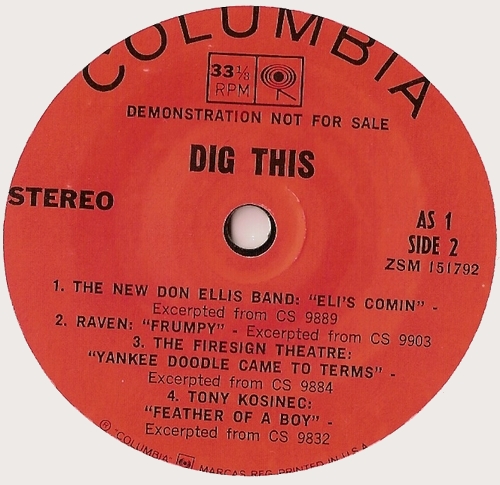 COLUMBIA
33 1/3
RPM
DEMONSTRATION NOT FOR SALE
DIG THIS
STEREO
AS 1
SIDE 2
ZSM 151792
1. THE NEW DON ELLIS BAND: "ELI'S COMIN" -
Excerpted from CS 9889
2. RAVEN: "FRUMPY" - Excerpted from CS 9903
3. THE FIRESIGN THEATRE:
"YANKEE DOODLE CAME TO TERMS" -
Excerpted from CS 9884
4. TONY KOSINEC:
"FEATHER OF A BOY" -
Excerpted from CS 9832
® "COLUMBIA" MARCAS REG. PRINTED IN U.S.A.